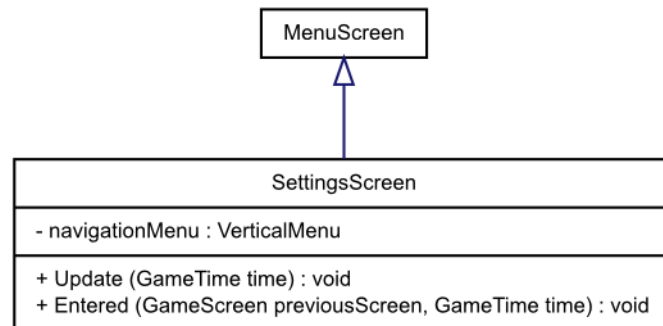 MenuScreen
SettingsScreen
- navigationMenu : VerticalMenu
+ Update (GameTime time) : void
+ Entered (GameScreen previousScreen, GameTime time) : void